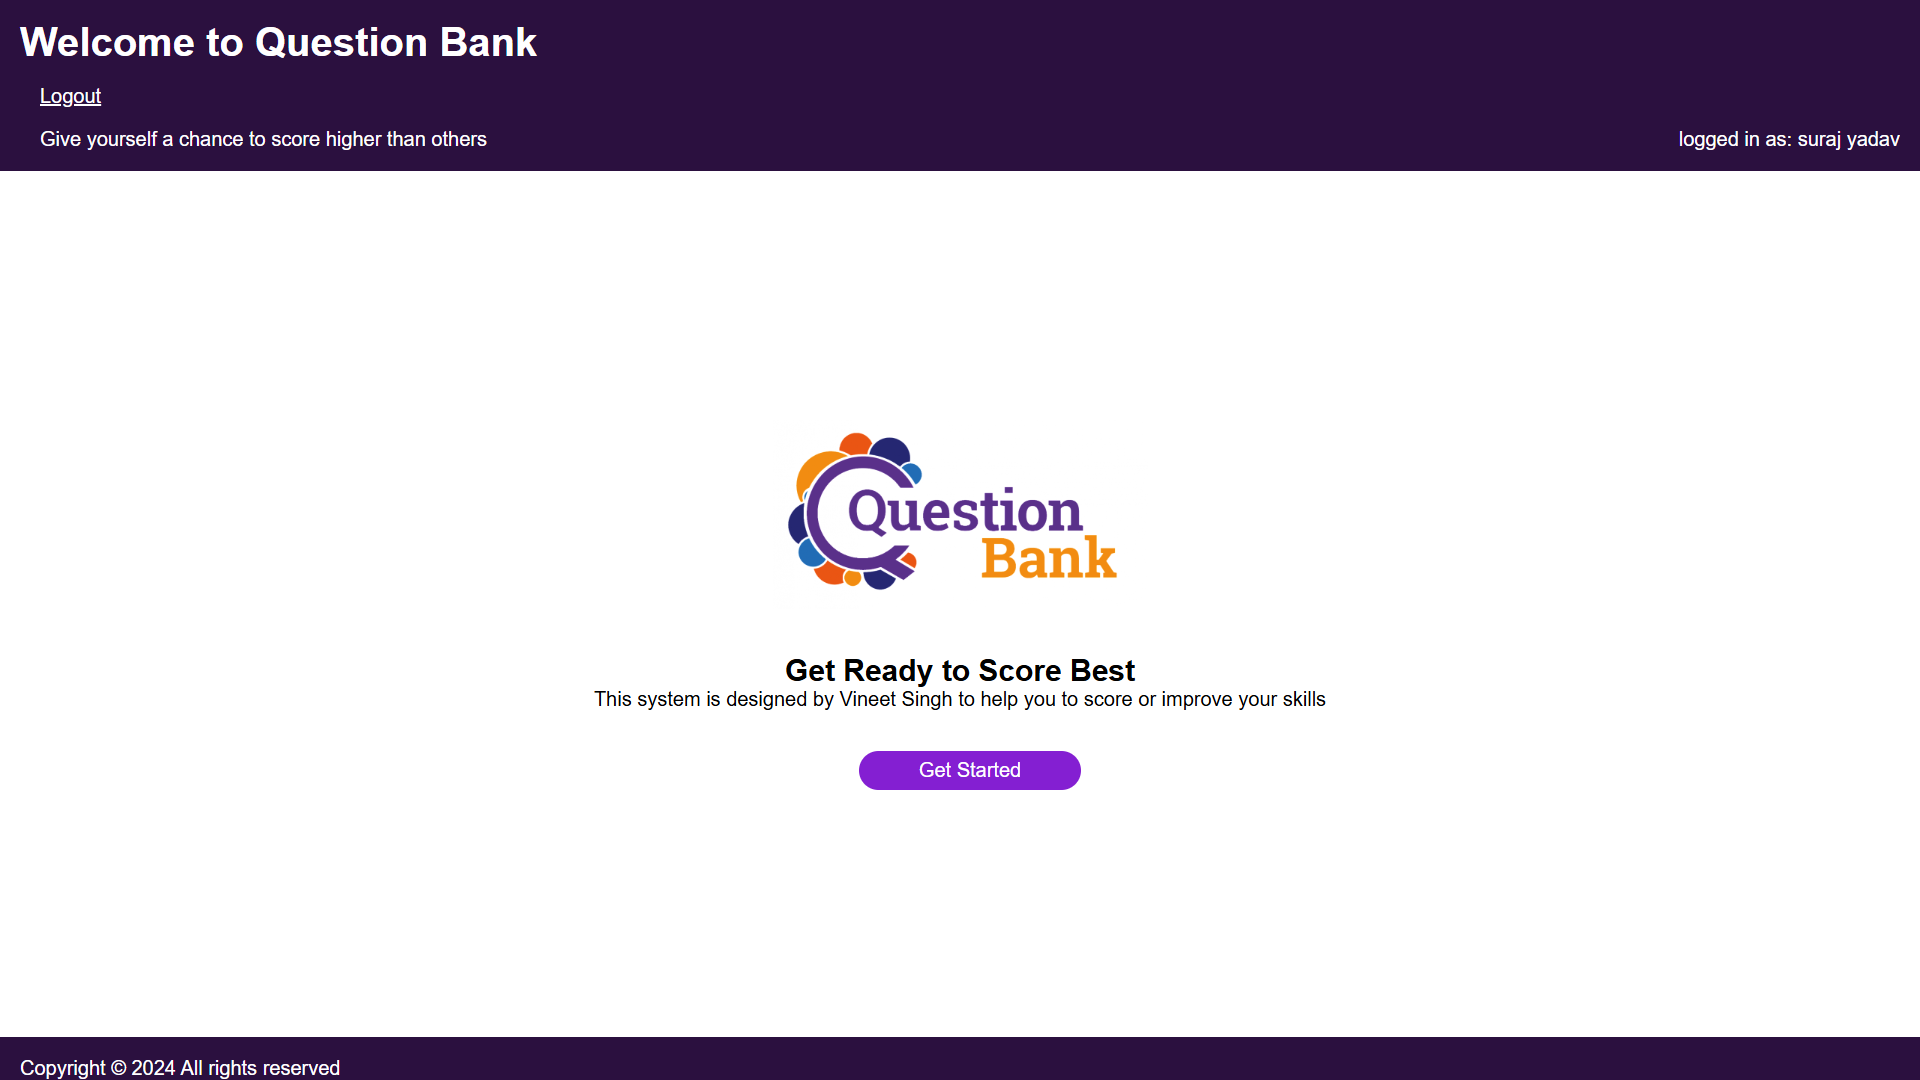 Welcome to Question Bank
Logout
Give yourself a chance to score higher than others
logged in as: suraj yadav
Question
Bank
Get Ready to Score Best
This system is designed by Vineet Singh to help you to score or improve your skills
Get Started
Copyright © 2024 All rights reserved